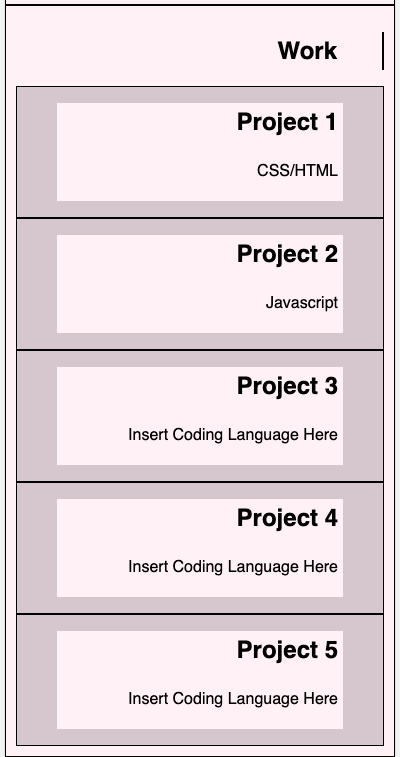 Work
Project 1
CSS/HTML
Project 2
Javascript
Project 3
Insert Coding Language Here
Project 4
Insert Coding Language Here
Project 5
Insert Coding Language Here